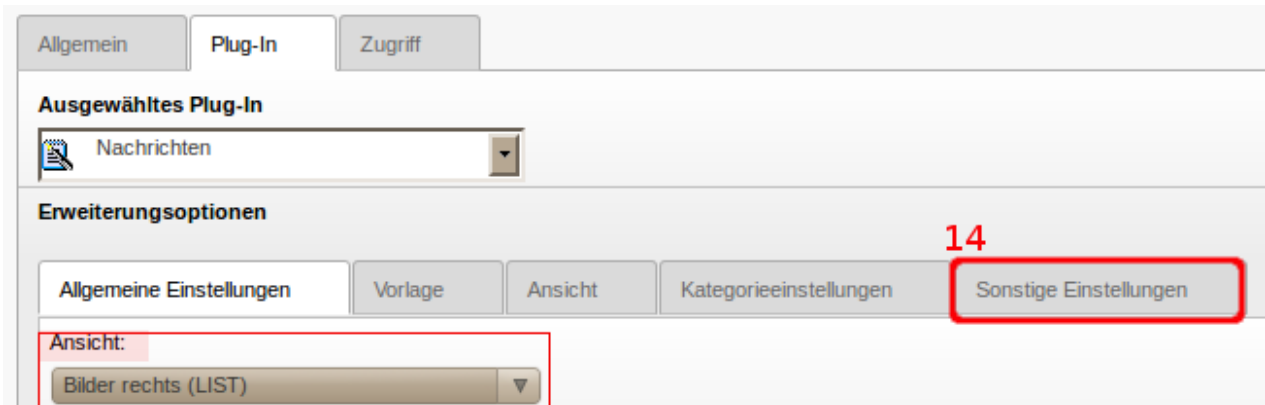 Allgemein Plug-In Zugriff
Ausgewähltes Plug-In
Nachrichten
Erweiterungsoptionen
14
Allgemeine Einstellungen Vorlage Ansicht Kategorieeinstellungen Sonstige Einstellungen
Ansicht:
Bilder rechts (LIST)